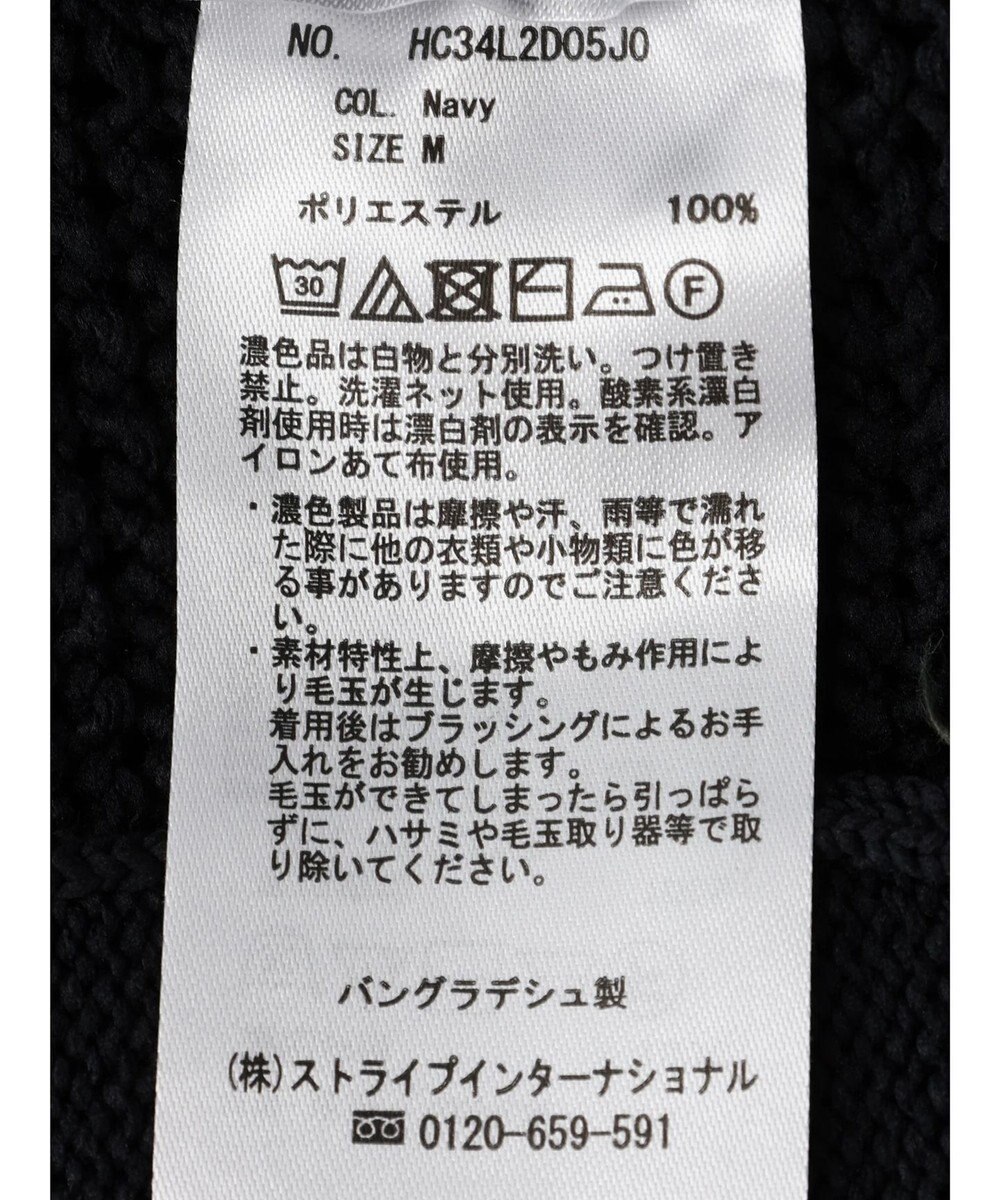 NO. HC34L2D05J0
COL. Navy
SIZE M
ポリエステル 100%
30 F
濃色品は白物と分別洗い。つけ置き
禁止。洗濯ネット使用。酸素系漂白
剤使用時は漂白剤の表示を確認。ア
イロンあて布使用。
・濃色製品は摩擦や汗、雨等で濡れ
た際に他の衣類や小物類に色が移
る事がありますのでご注意くださ
い。
・素材特性上、摩擦やもみ作用によ
り毛玉が生じます。
着用後はブラッシングによるお手
入れをお勧めします。
毛玉ができてしまったら引っぱら
ずに、ハサミや毛玉取り器等で取
り除いてください。
バングラデシュ製
(株)ストライプインターナショナル
0120-659-591